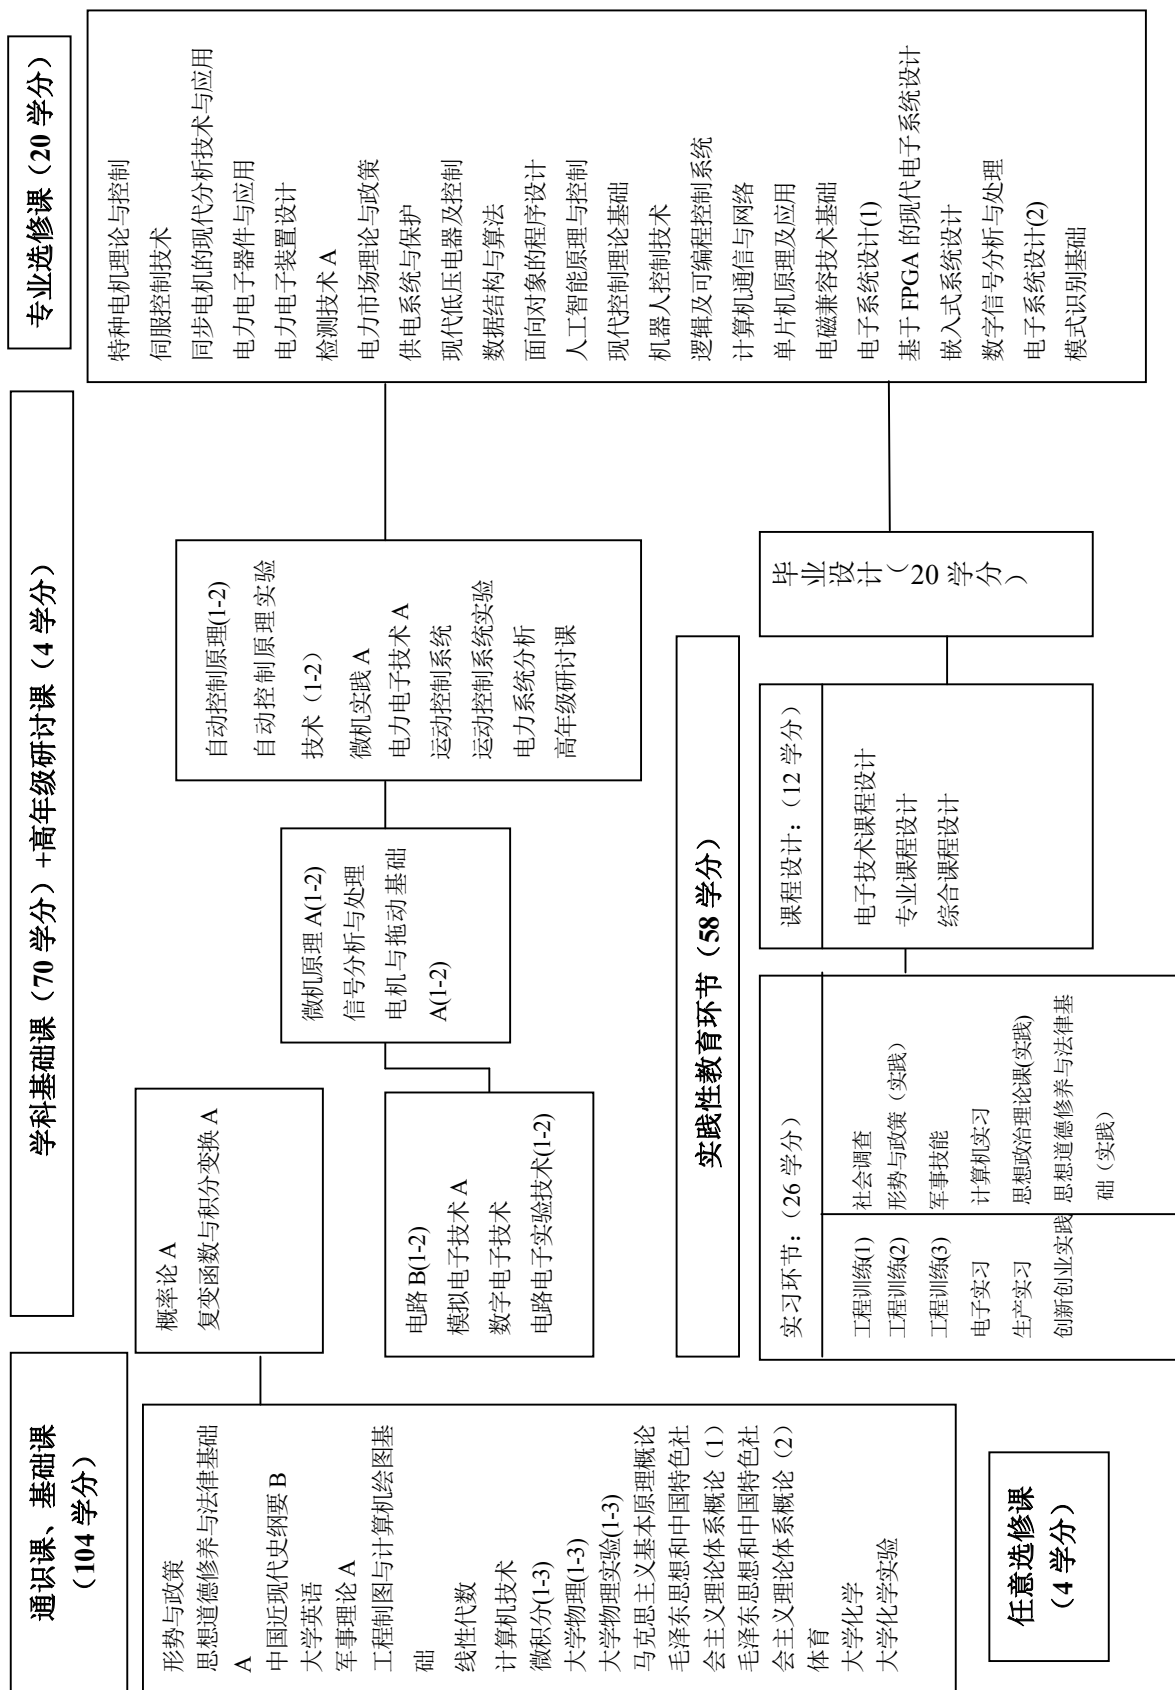 通识课、基础课
（104 学分）
形势与政策
思想道德修养与法律基础
A
中国近现代史纲要 B
大学英语
军事理论 A
工程制图与计算机绘图基
础
线性代数
计算机技术
微积分(1-3)
大学物理(1-3)
大学物理实验(1-3)
马克思主义基本原理概论
毛泽东思想和中国特色社
会主义理论体系概论（1）
毛泽东思想和中国特色社
会主义理论体系概论（2）
体育
大学化学
大学化学实验
任意选修课
（4 学分）
学科基础课（70 学分）+高年级研讨课（4 学分）
概率论 A
复变函数与积分变换 A
电路 B(1-2)
模拟电子技术 A
数字电子技术
电路电子实验技术(1-2)
微机原理 A(1-2)
信号分析与处理
电机与拖动基础
A(1-2)
自动控制原理(1-2)
自动控制原理实验
技术（1-2）
微机实践 A
电力电子技术 A
运动控制系统
运动控制系统实验
电力系统分析
高年级研讨课
实践性教育环节（58 学分）
实习环节：（26 学分）
工程训练(1)
工程训练(2)
工程训练(3)
电子实习
生产实习
创新创业实践
社会调查
形势与政策（实践）
军事技能
计算机实习
思想政治理论课(实践)
思想道德修养与法律基
础（实践）
课程设计：（12 学分）
电子技术课程设计
专业课程设计
综合课程设计
毕业设计（20 学分）
专业选修课（20 学分）
特种电机理论与控制
伺服控制技术
同步电机的现代分析技术与应用
电力电子器件与应用
电力电子装置设计
检测技术 A
电力市场理论与政策
供电系统与保护
现代低压电器及控制
数据结构与算法
面向对象的程序设计
人工智能原理与控制
现代控制理论基础
机器人控制技术
逻辑及可编程控制系统
计算机通信与网络
单片机原理及应用
电磁兼容技术基础
电子系统设计(1)
基于 FPGA 的现代电子系统设计
嵌入式系统设计
数字信号分析与处理
电子系统设计(2)
模式识别基础